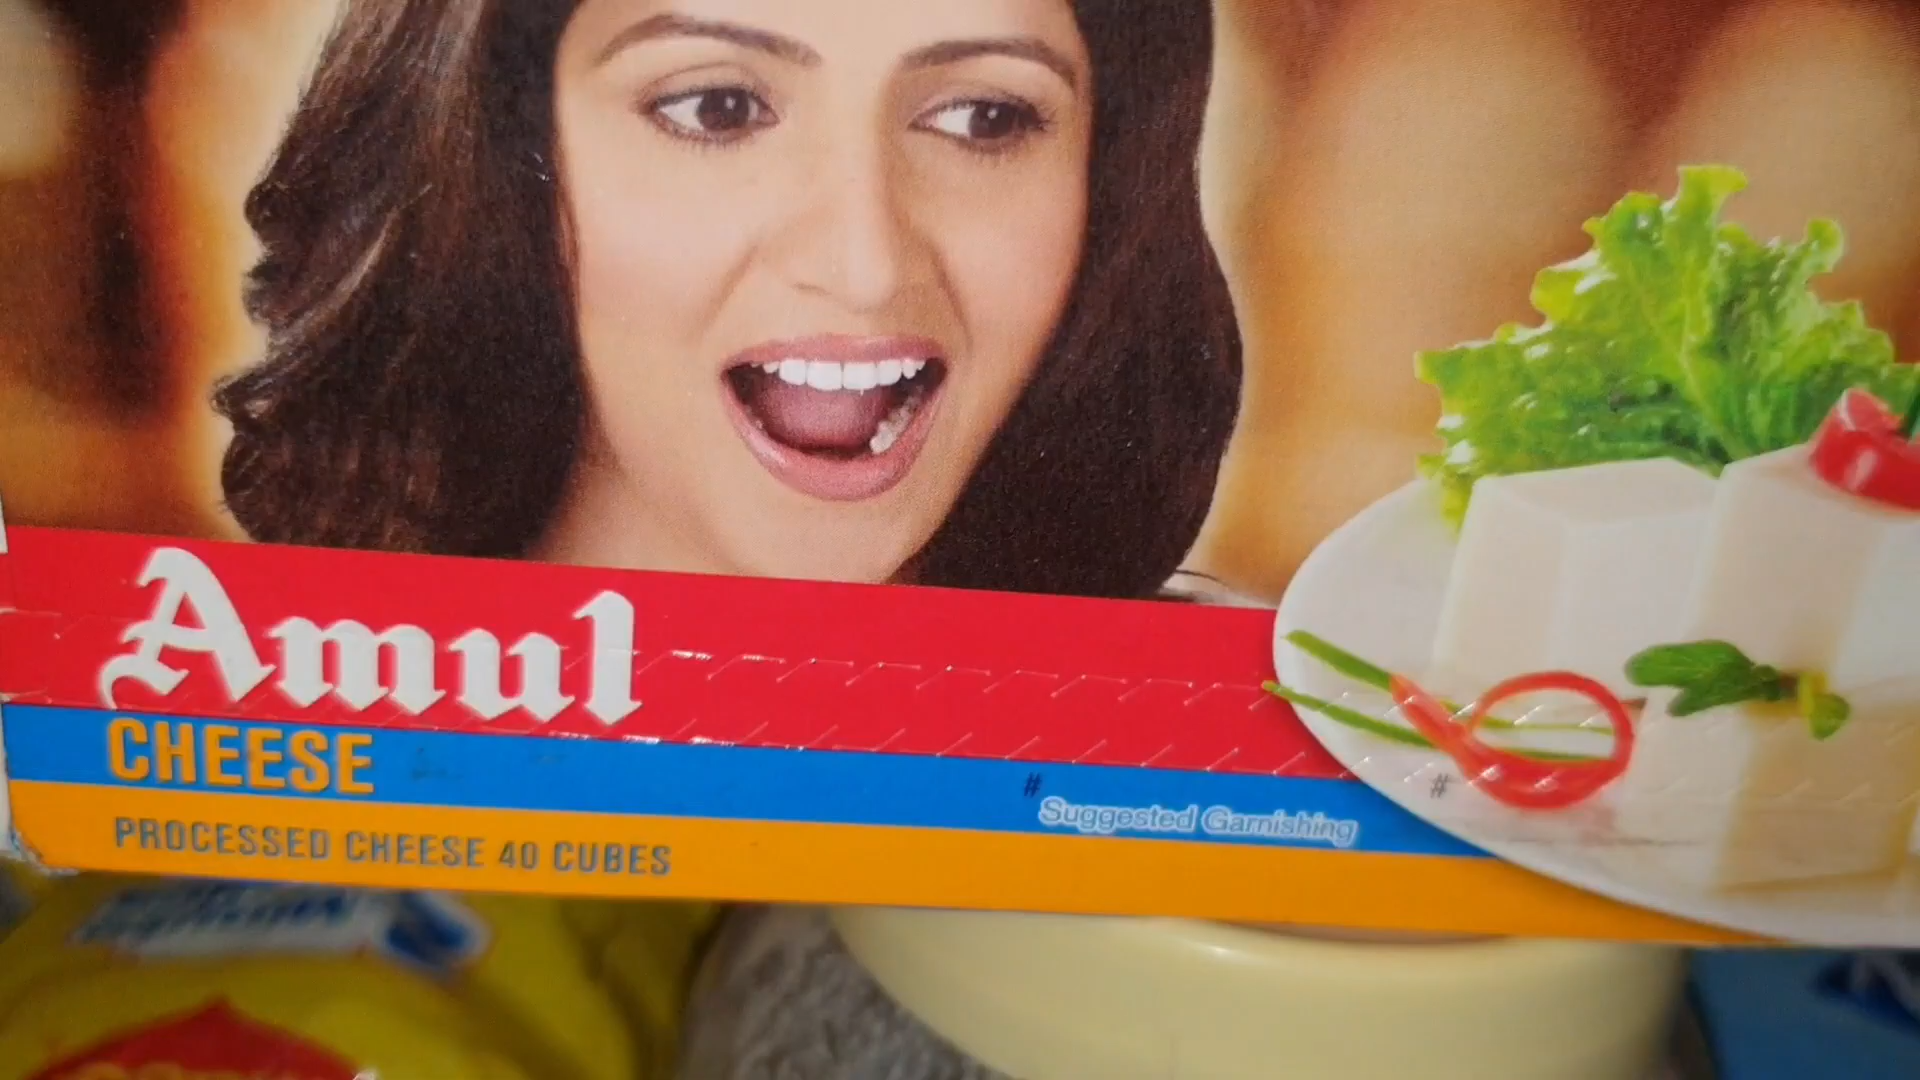 Amul
CHEESE
#
Suggested Garnishing
#
PROCESSED CHEESE 40 CUBES